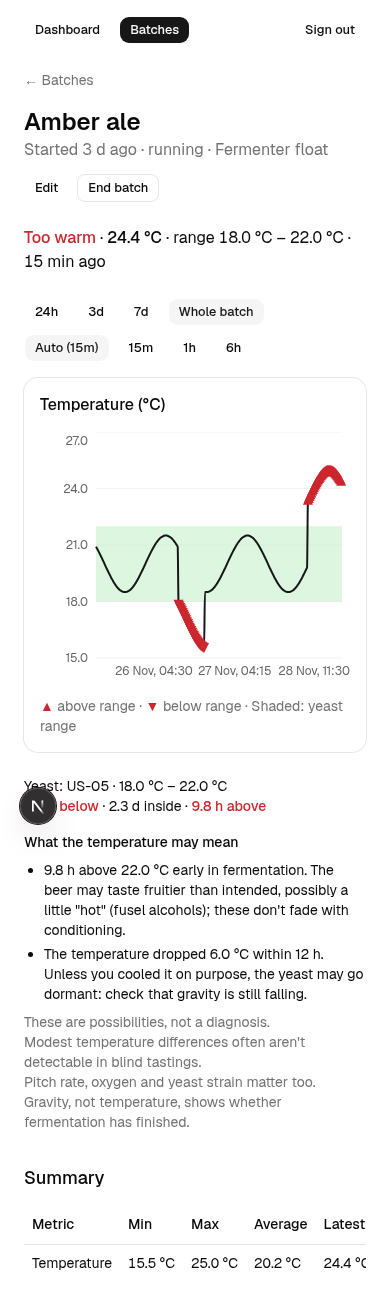 Dashboard Batches Sign out
← Batches
Amber ale
Started 3 d ago · running · Fermenter float
Edit End batch
Too warm · 24.4 °C · range 18.0 °C – 22.0 °C ·
15 min ago
24h 3d 7d Whole batch
Auto (15m) 15m 1h 6h
Temperature (°C)
27.0
24.0
21.0
18.0
15.0
26 Nov, 04:30 27 Nov, 04:15 28 Nov, 11:30
▲ above range · ▼ below range · Shaded: yeast
range
Yeast: US-05 · 18.0 °C – 22.0 °C
N
below · 2.3 d inside · 9.8 h above
What the temperature may mean
• 9.8 h above 22.0 °C early in fermentation. The
beer may taste fruitier than intended, possibly a
little "hot" (fusel alcohols); these don't fade with
conditioning.
• The temperature dropped 6.0 °C within 12 h.
Unless you cooled it on purpose, the yeast may go
dormant: check that gravity is still falling.
These are possibilities, not a diagnosis.
Modest temperature differences often aren't
detectable in blind tastings.
Pitch rate, oxygen and yeast strain matter too.
Gravity, not temperature, shows whether
fermentation has finished.
Summary
Metric Min Max Average Latest
Temperature 15.5 °C 25.0 °C 20.2 °C 24.4 °C